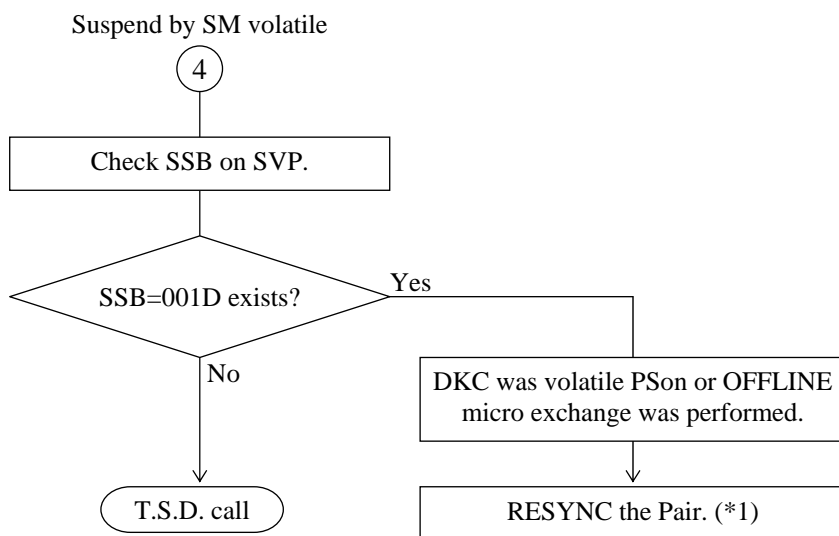 Suspend by SM volatile
4
Check SSB on SVP.
SSB=001D exists?
Yes
No
DKC was volatile PSon or OFFLINE
micro exchange was performed.
T.S.D. call
RESYNC the Pair. (*1)